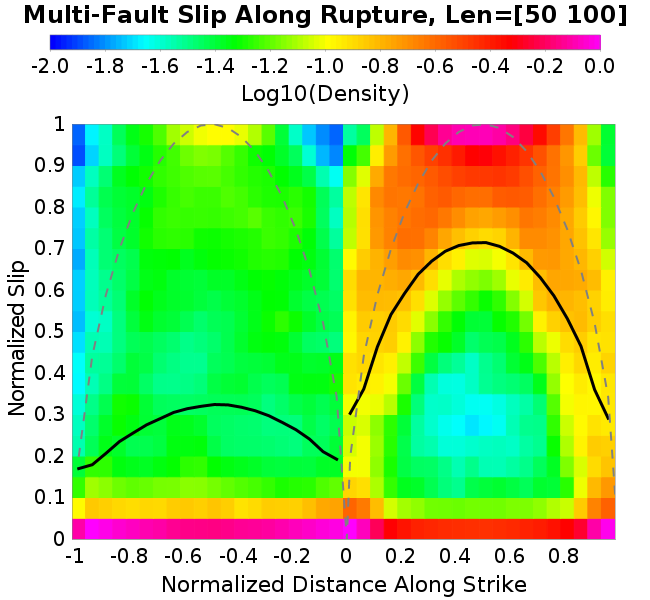 Multi-Fault Slip Along Rupture, Len=[50 100]
-2.0 -1.8 -1.6 -1.4 -1.2 -1.0 -0.8 -0.6 -0.4 -0.2 0.0
Log10(Density)
1
0.9
0.8
0.7
0.6
0.5
0.4
0.3
0.2
0.1
0
Normalized Slip
-1 -0.8 -0.6 -0.4 -0.2 0 0.2 0.4 0.6 0.8
Normalized Distance Along Strike